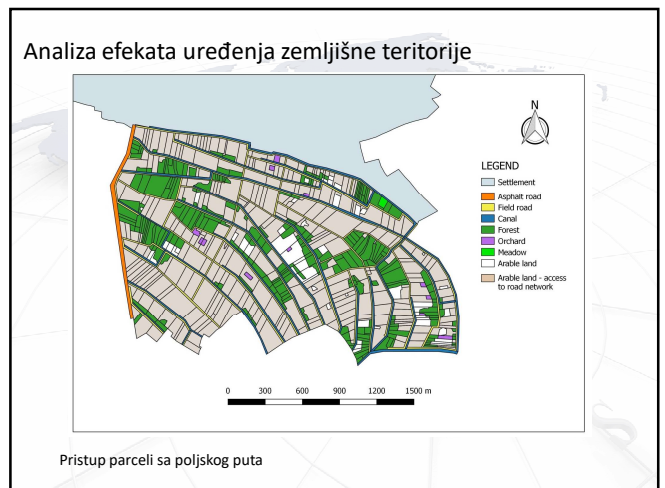 Analiza efekata uređenja zemljišne teritorije
N
LEGEND
Settlement
Asphalt road
Field road
Canal
Forest
Orchard
Meadow
Arable land
Arable land - access
to road network
0 300 600 900 1200 1500 m
Pristup parceli sa poljskog puta